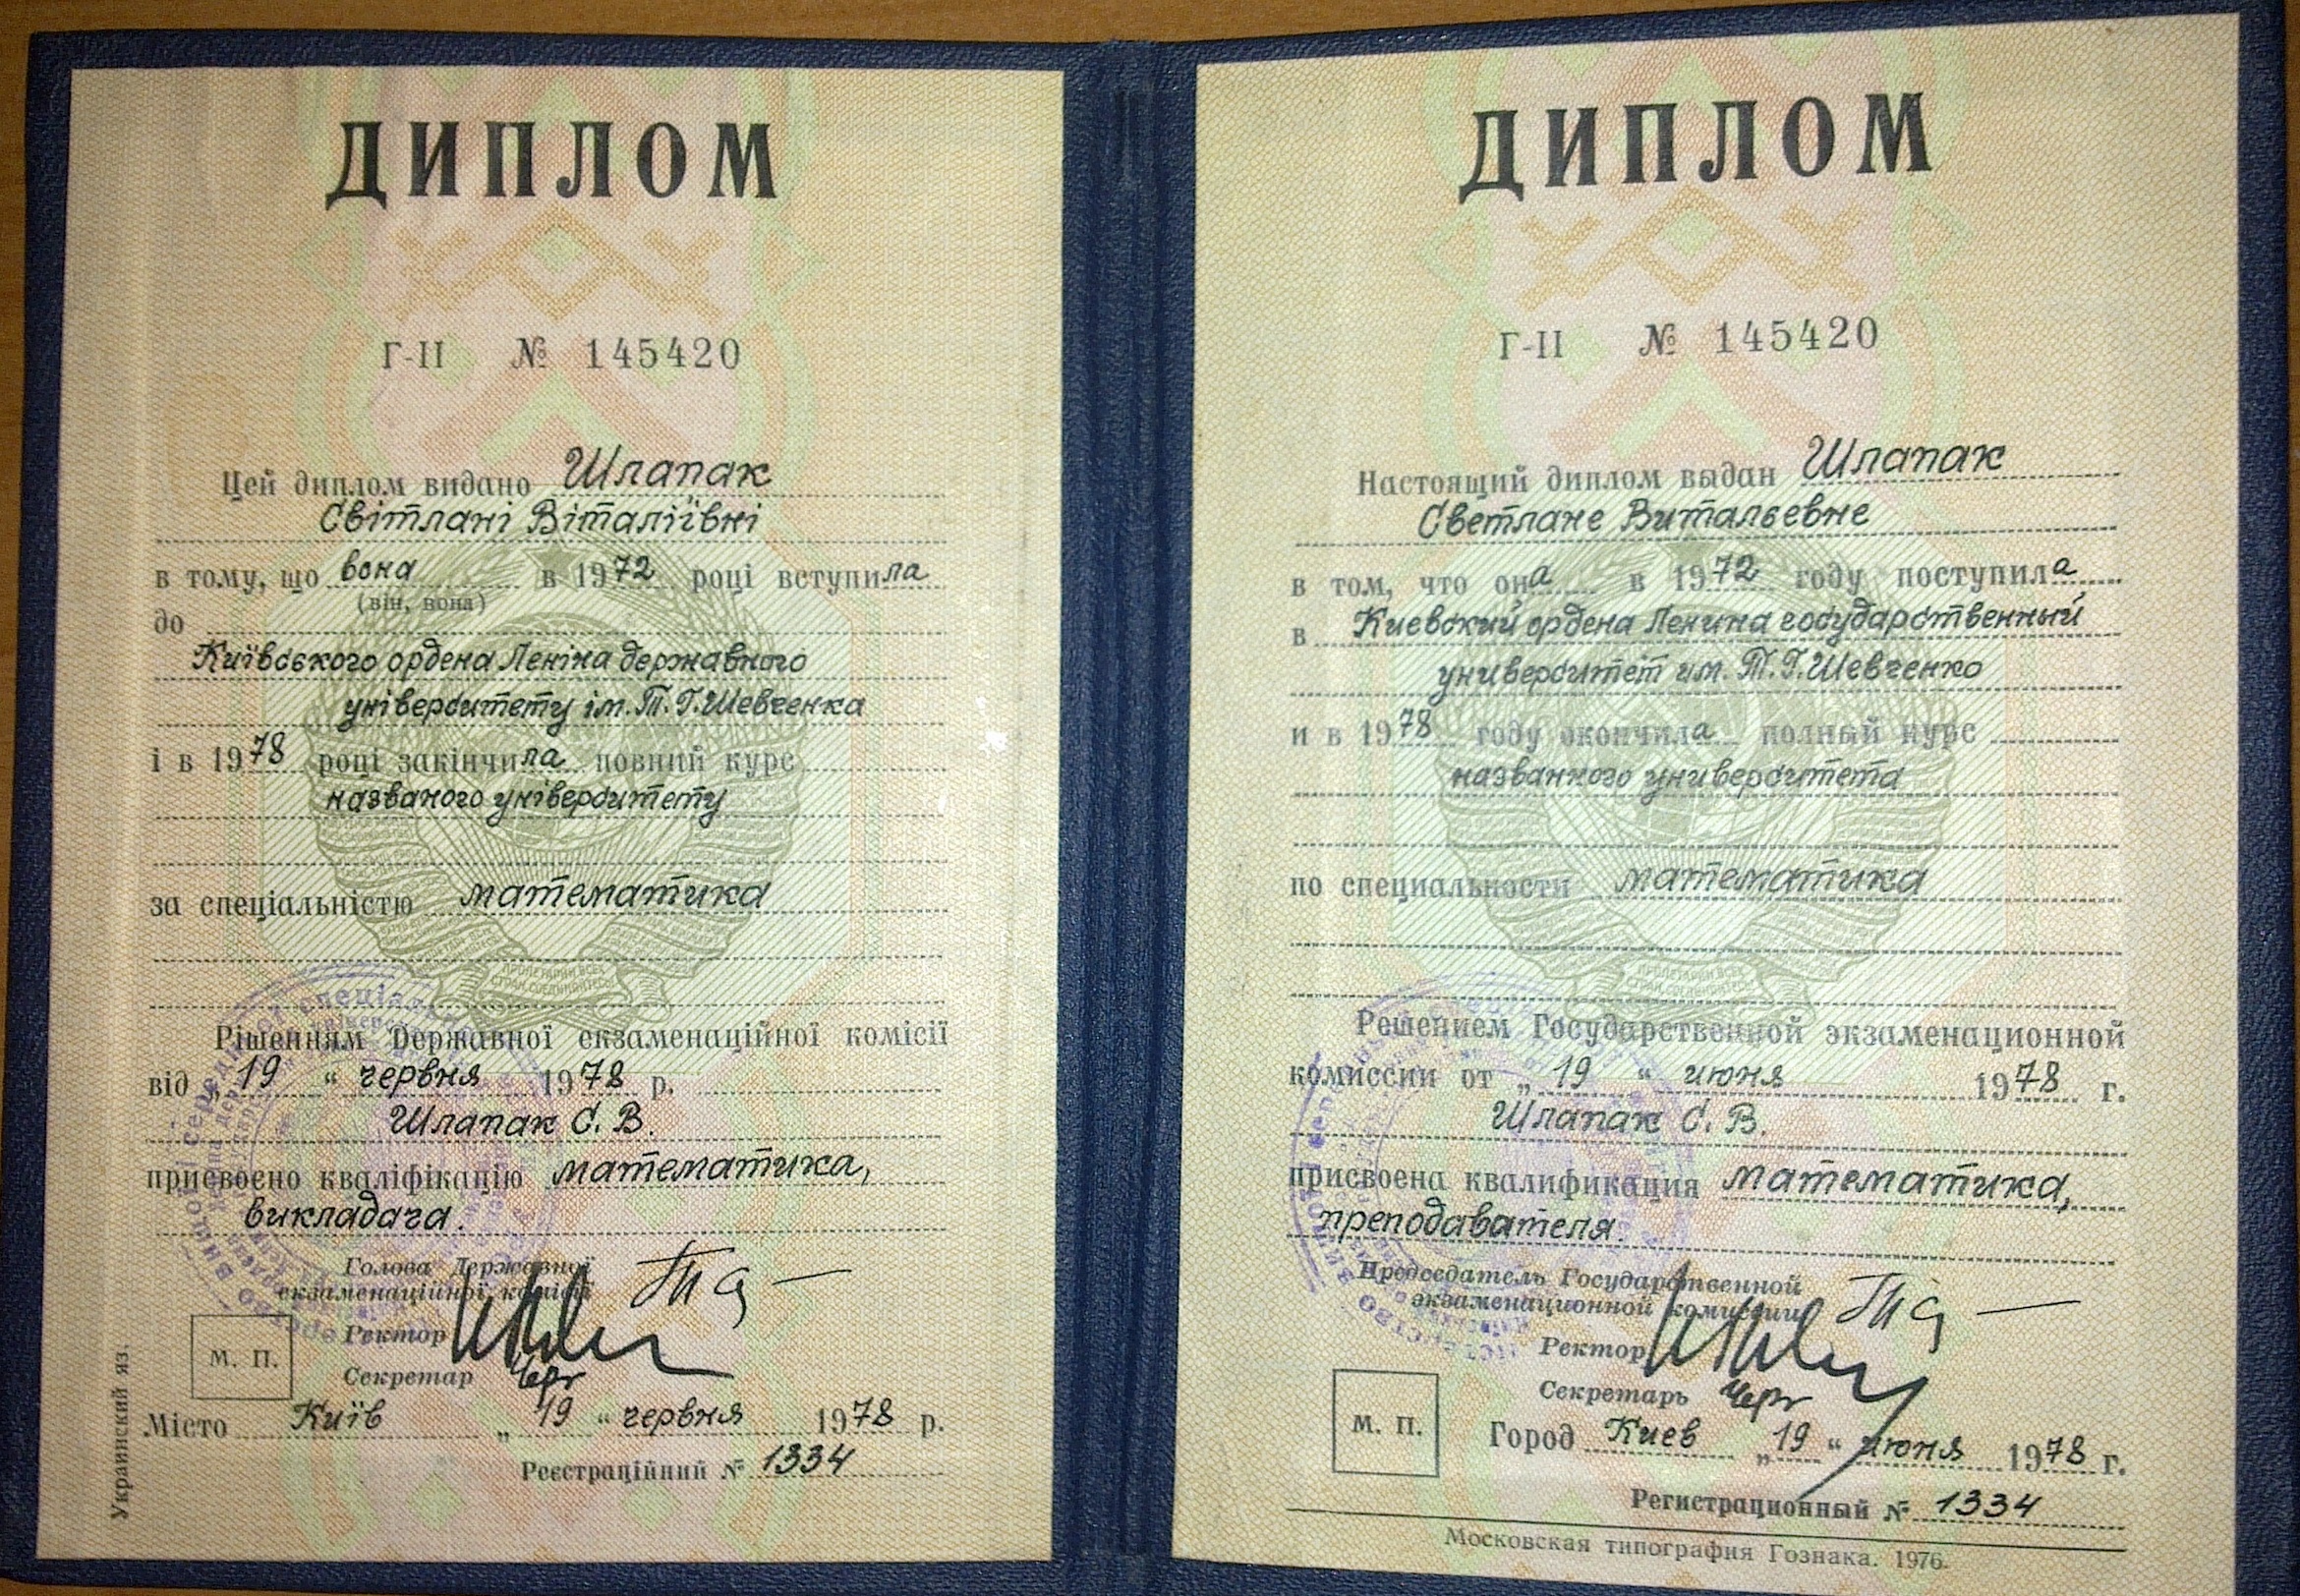 ДИПЛОМ
Г-II № 145420
Цей диплом видано Шлапак
Світлані Віталіївні
в тому, що вона в 1972 році вступила
(він, вона)
до
Київського ордена Леніна державного
університету ім. Т. Г. Шевченка
і в 1978 році закінчила повний курс
названого університету
за спеціальністю математика
Рішенням Державної екзаменаційної комісії
від „19“ червня 1978 р.
Шлапак С. В.
присвоєно кваліфікацію математика,
викладача.
Голова Державної
екзаменаційної комісії
Ректор
М. П.
Секретар
Місто Київ „19“ червня 1978 р.
Реєстраційний № 1334
Украинский яз.
ДИПЛОМ
Г-II № 145420
Настоящий диплом выдан Шлапак
Светлане Витальевне
в том, что она в 1972 году поступила
в Киевский ордена Ленина государственный
университет им. Т. Г. Шевченко
и в 1978 году окончила полный курс
названного университета
по специальности математика
Решением Государственной экзаменационной
комиссии от „19“ июня 1978 г.
Шлапак С. В.
присвоена квалификация математика,
преподавателя.
Председатель Государственной
экзаменационной комиссии
Ректор
Секретарь
М. П.
Город Киев „19“ июня 1978 г.
Регистрационный № 1334
Московская типография Гознака. 1976.